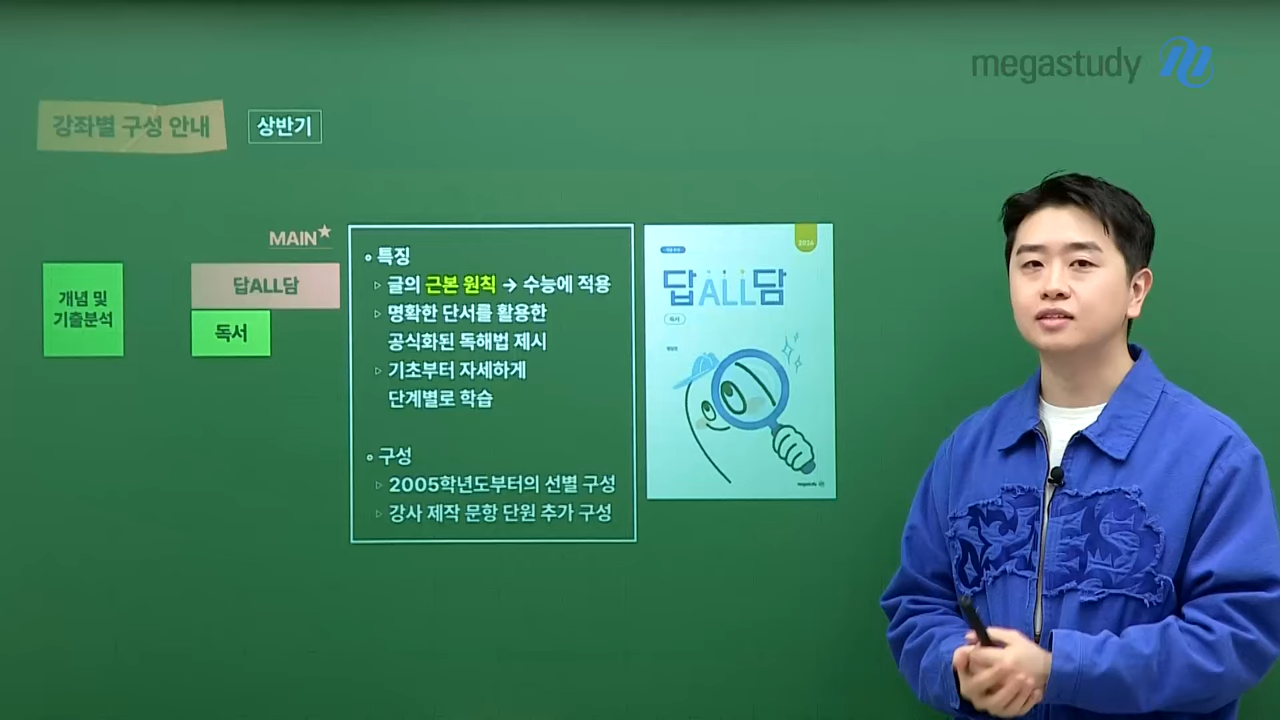 megastudy
강좌별 구성 안내
상반기
MAIN
개념 및
기출분석
답ALL담
독서
특징
글의 근본 원칙 → 수능에 적용
명확한 단서를 활용한
공식화된 독해법 제시
기초부터 자세하게
단계별로 학습
구성
2005학년도부터의 선별 구성
강사 제작 문항 단원 추가 구성
2026
답ALL담
독서
megastudy